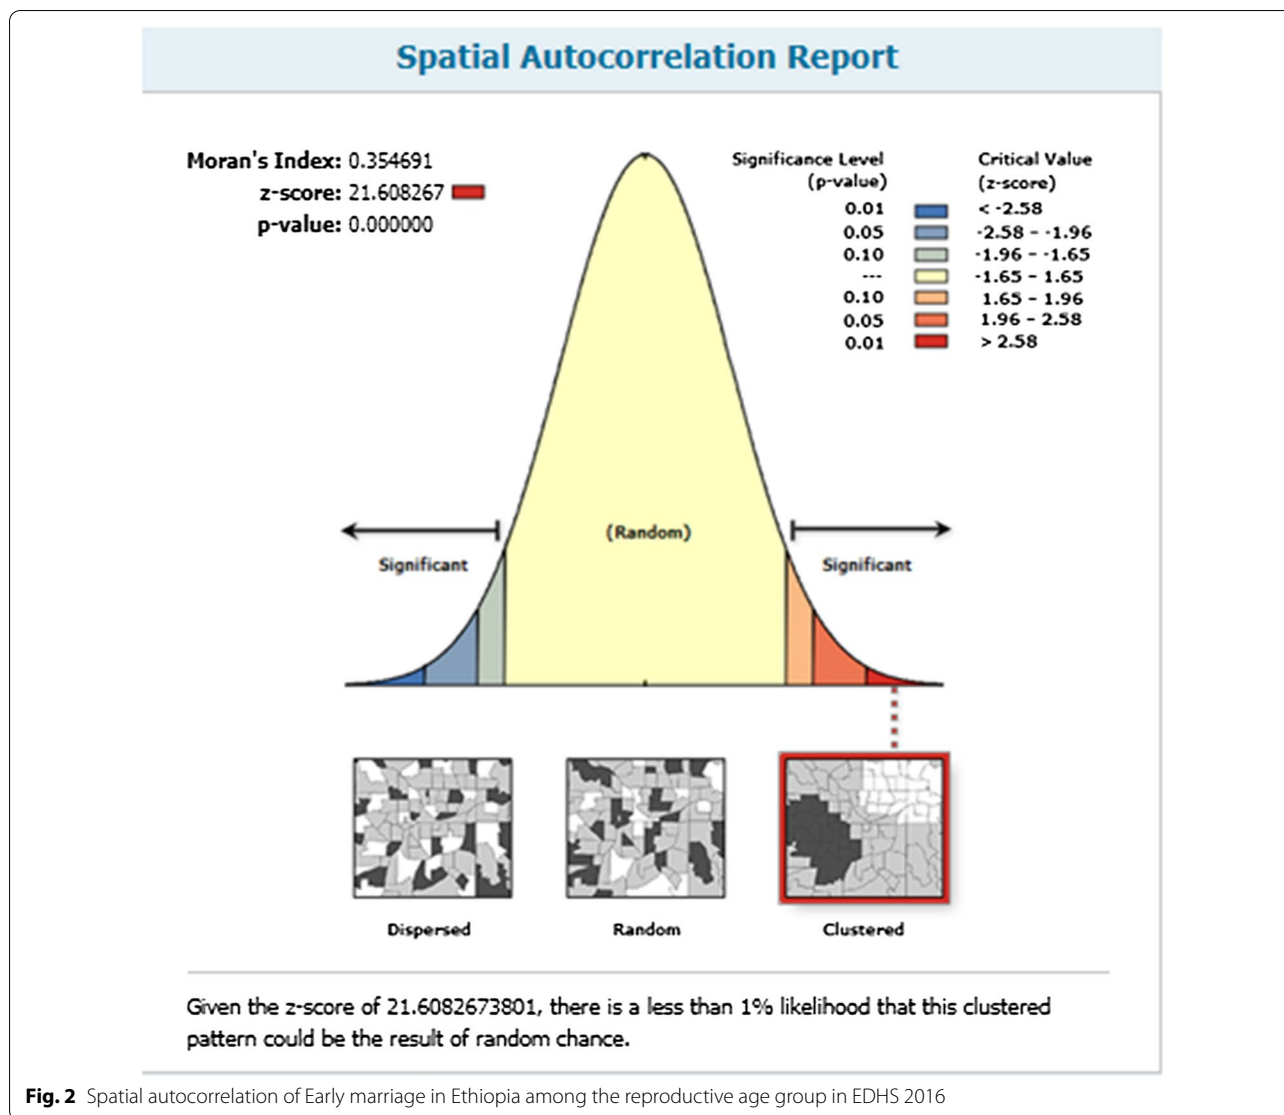 Spatial Autocorrelation Report
Moran's Index: 0.354691
z-score: 21.608267
p-value: 0.000000
Significance Level
(p-value)
Critical Value
(z-score)
0.01 < -2.58
0.05 -2.58 - -1.96
0.10 -1.96 - -1.65
--- -1.65 - 1.65
0.10 1.65 - 1.96
0.05 1.96 - 2.58
0.01 > 2.58
(Random)
Significant
Significant
Dispersed
Random
Clustered
Given the z-score of 21.6082673801, there is a less than 1% likelihood that this clustered
pattern could be the result of random chance.
Fig. 2 Spatial autocorrelation of Early marriage in Ethiopia among the reproductive age group in EDHS 2016